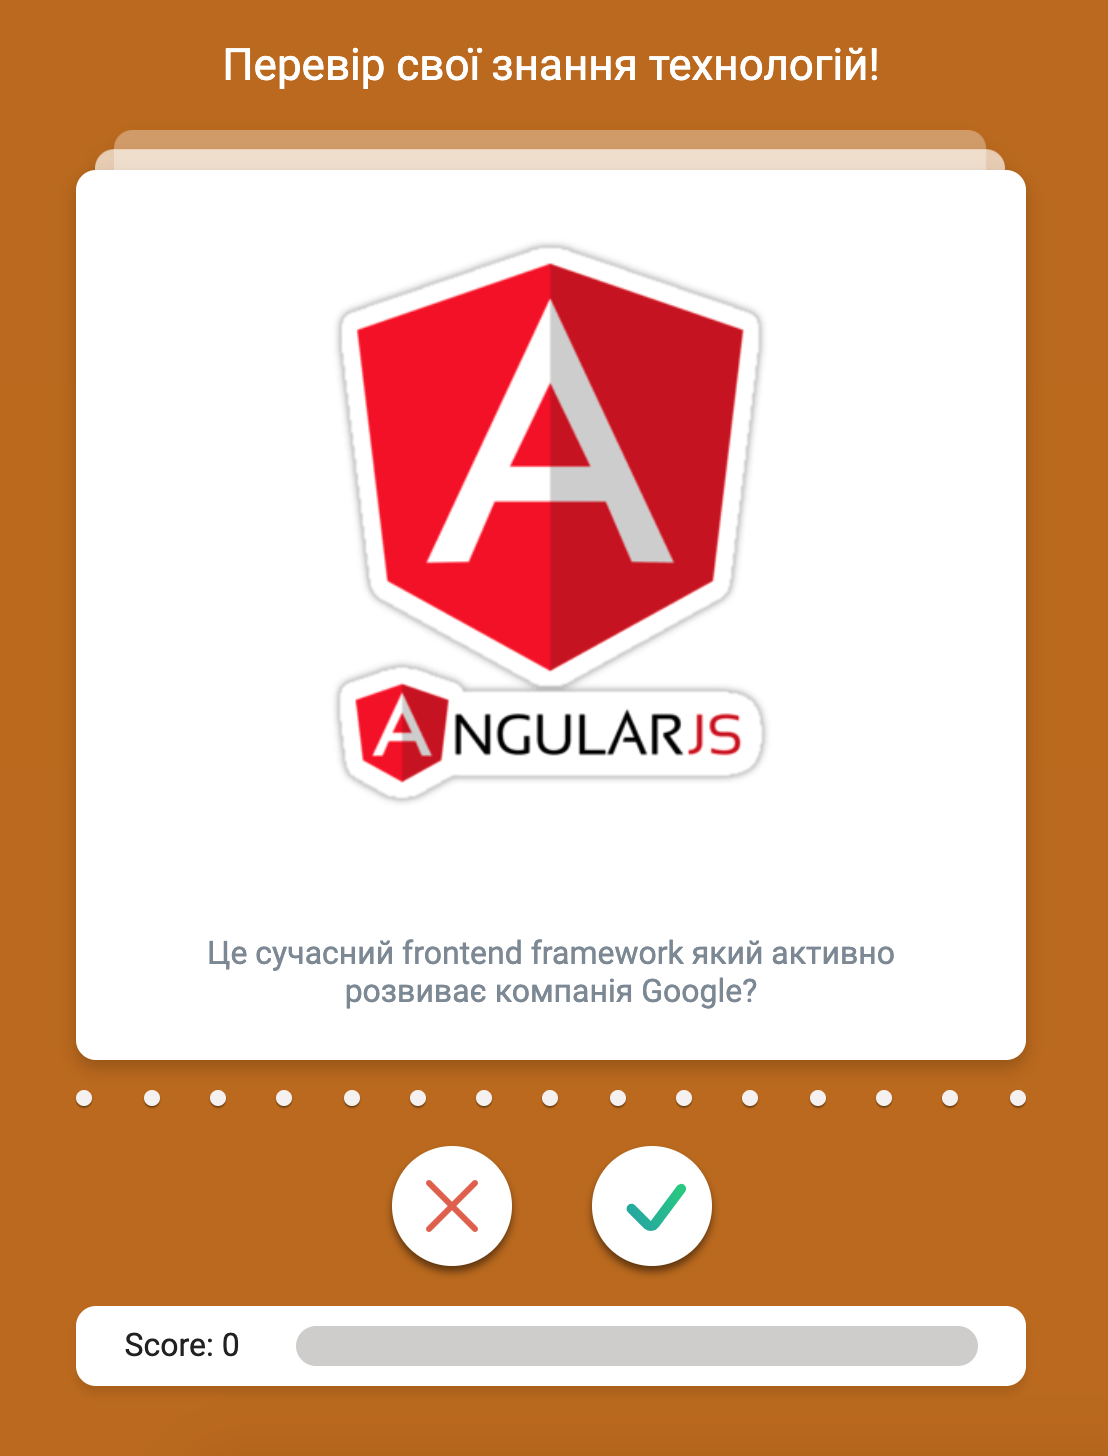 Перевір свої знання технологій!
A
ANGULARJS
Це сучасний frontend framework який активно
розвиває компанія Google?
Score: 0